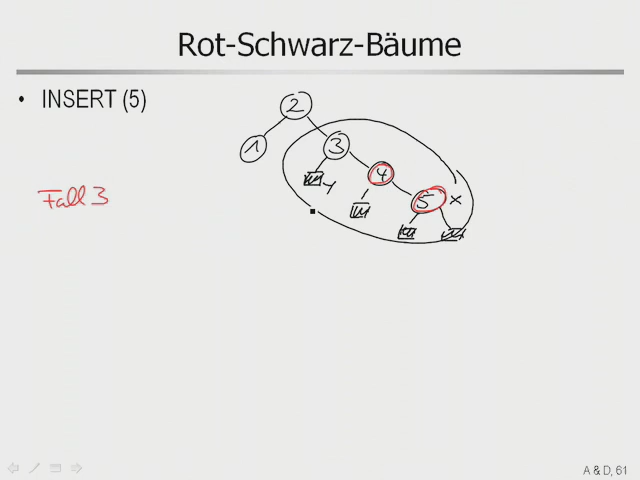 Rot-Schwarz-Bäume
• INSERT (5)
2
1
3
4
y
5
x
Fall 3
A & D, 61